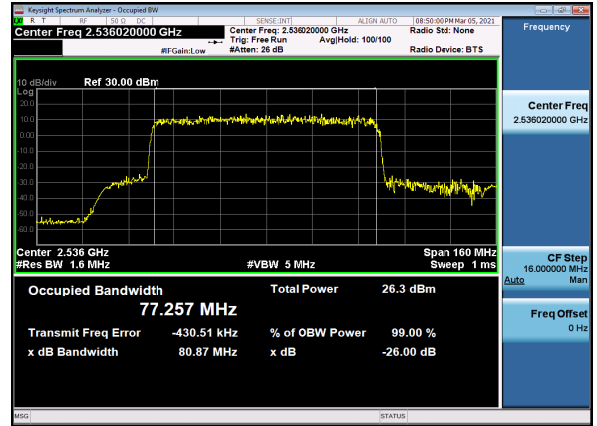 Keysight Spectrum Analyzer - Occupied BW
LXI R T RF 50 Ω DC SENSE:INT ALIGN AUTO 08:50:00 PM Mar 05, 2021
Center Freq 2.536020000 GHz
Center Freq: 2.536020000 GHz
Radio Std: None
Trig: Free Run Avg|Hold: 100/100
#IFGain:Low #Atten: 26 dB Radio Device: BTS
Frequency
10 dB/div Ref 30.00 dBm
Log
20.0
10.0
0.00
-10.0
-20.0
-30.0
-40.0
-50.0
-60.0
Center 2.536 GHz Span 160 MHz
#Res BW 1.6 MHz #VBW 5 MHz Sweep 1 ms
Occupied Bandwidth Total Power 26.3 dBm
77.257 MHz
Transmit Freq Error -430.51 kHz % of OBW Power 99.00 %
x dB Bandwidth 80.87 MHz x dB -26.00 dB
Center Freq
2.536020000 GHz
CF Step
16.000000 MHz
Auto Man
Freq Offset
0 Hz
MSG STATUS